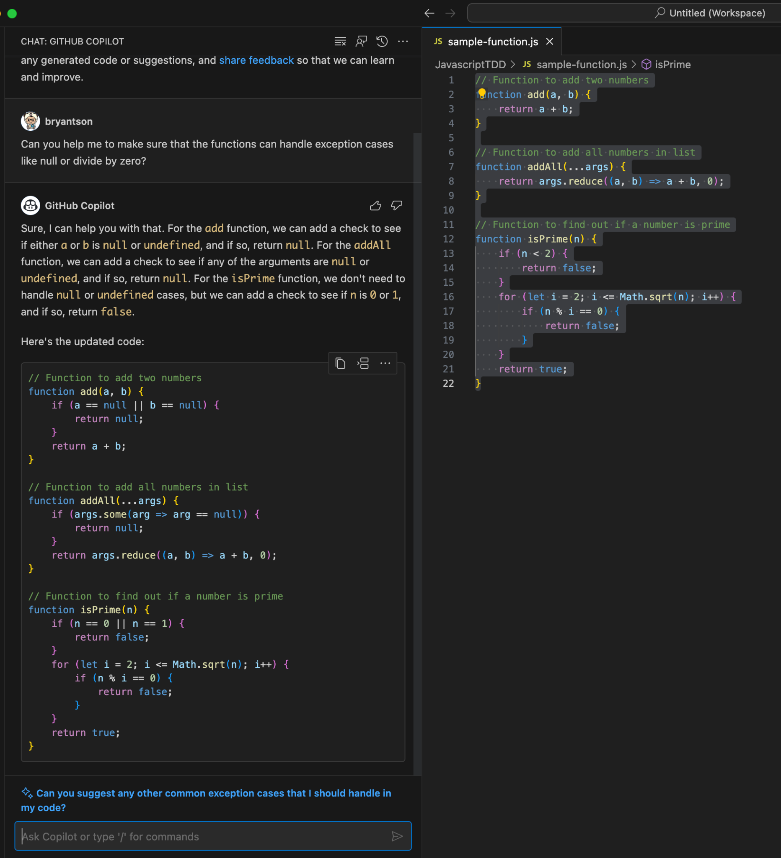 CHAT: GITHUB COPILOT
any generated code or suggestions, and share feedback so that we can learn
and improve.
bryantson
Can you help me to make sure that the functions can handle exception cases
like null or divide by zero?
GitHub Copilot
Sure, I can help you with that. For the add function, we can add a check to see
if either a or b is null or undefined, and if so, return null. For the addAll
function, we can add a check to see if any of the arguments are null or
undefined, and if so, return null. For the isPrime function, we don't need to
handle null or undefined cases, but we can add a check to see if n is 0 or 1,
and if so, return false.
Here's the updated code:
// Function to add two numbers
function add(a, b) {
    if (a == null || b == null) {
        return null;
    }
    return a + b;
}
// Function to add all numbers in list
function addAll(...args) {
    if (args.some(arg => arg == null)) {
        return null;
    }
    return args.reduce((a, b) => a + b, 0);
}
// Function to find out if a number is prime
function isPrime(n) {
    if (n == 0 || n == 1) {
        return false;
    }
    for (let i = 2; i <= Math.sqrt(n); i++) {
        if (n % i == 0) {
            return false;
        }
    }
    return true;
}
Can you suggest any other common exception cases that I should handle in
my code?
Ask Copilot or type '/' for commands
Untitled (Workspace)
JS sample-function.js
JavascriptTDD > JS sample-function.js > isPrime
1 // Function to add two numbers
2 function add(a, b) {
3     return a + b;
4 }
5
6 // Function to add all numbers in list
7 function addAll(...args) {
8     return args.reduce((a, b) => a + b, 0);
9 }
10
11 // Function to find out if a number is prime
12 function isPrime(n) {
13     if (n < 2) {
14         return false;
15     }
16     for (let i = 2; i <= Math.sqrt(n); i++) {
17         if (n % i == 0) {
18             return false;
19         }
20     }
21     return true;
22 }